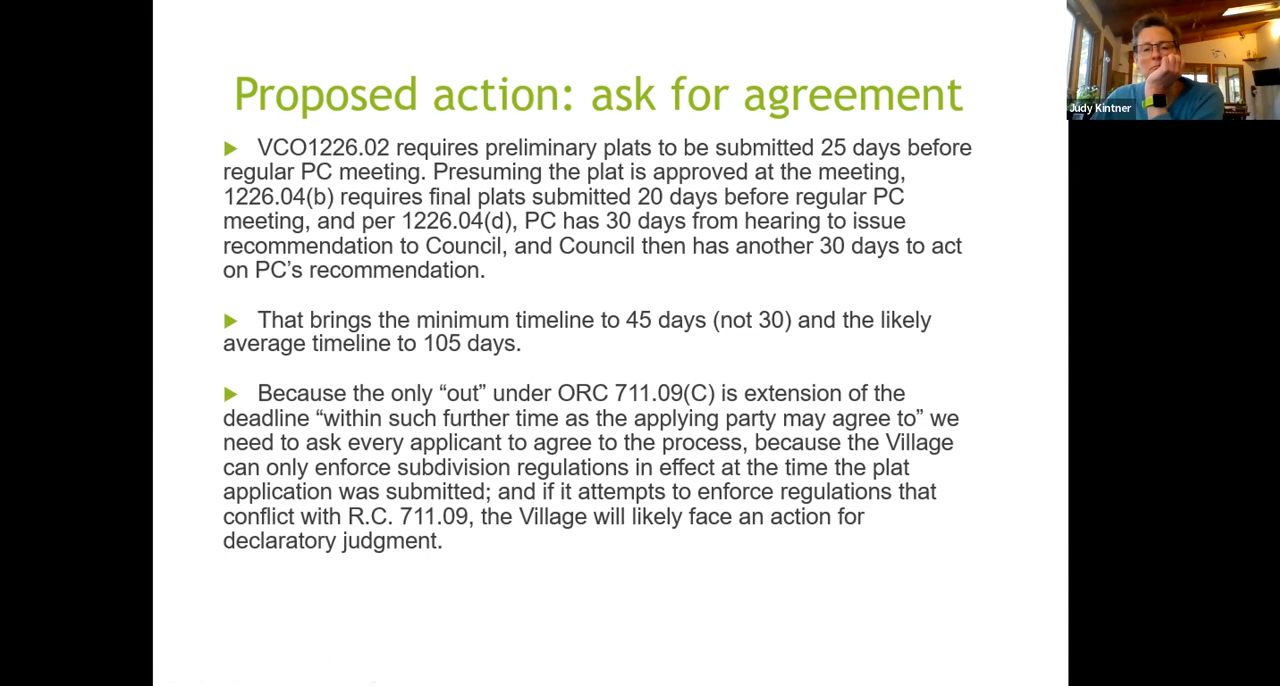 Proposed action: ask for agreement
VCO1226.02 requires preliminary plats to be submitted 25 days before
regular PC meeting. Presuming the plat is approved at the meeting,
1226.04(b) requires final plats submitted 20 days before regular PC
meeting, and per 1226.04(d), PC has 30 days from hearing to issue
recommendation to Council, and Council then has another 30 days to act
on PC’s recommendation.
That brings the minimum timeline to 45 days (not 30) and the likely
average timeline to 105 days.
Because the only “out” under ORC 711.09(C) is extension of the
deadline “within such further time as the applying party may agree to” we
need to ask every applicant to agree to the process, because the Village
can only enforce subdivision regulations in effect at the time the plat
application was submitted; and if it attempts to enforce regulations that
conflict with R.C. 711.09, the Village will likely face an action for
declaratory judgment.
Judy Kintner